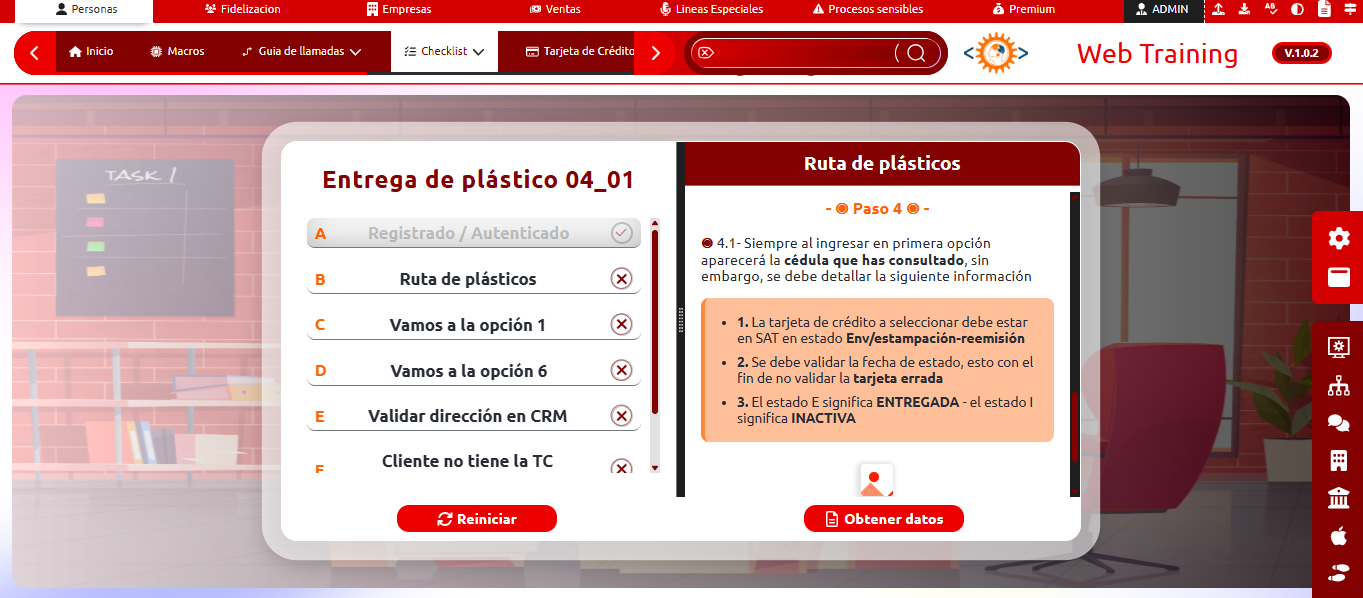 Personas
Fidelizacion
Empresas
Ventas
Lineas Especiales
Procesos sensibles
Premium
ADMIN
Inicio
Macros
Guia de llamadas
Checklist
Tarjeta de Crédito
Web Training
V.1.0.2
TASK 1
Entrega de plástico 04_01
A Registrado / Autenticado
B Ruta de plásticos
C Vamos a la opción 1
D Vamos a la opción 6
E Validar dirección en CRM
F Cliente no tiene la TC
Reiniciar
Ruta de plásticos
- ◉ Paso 4 ◉ -
◉ 4.1- Siempre al ingresar en primera opción
aparecerá la cédula que has consultado, sin
embargo, se debe detallar la siguiente información
• 1. La tarjeta de crédito a seleccionar debe estar
en SAT en estado Env/estampación-reemisión
• 2. Se debe validar la fecha de estado, esto con el
fin de no validar la tarjeta errada
• 3. El estado E significa ENTREGADA - el estado I
significa INACTIVA
Obtener datos